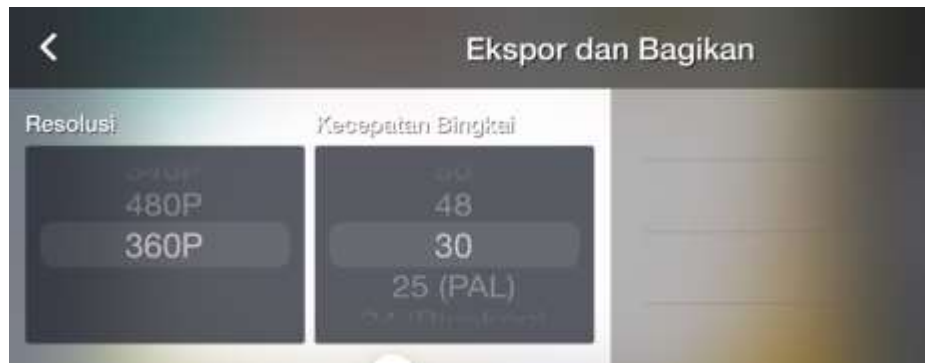 Ekspor dan Bagikan
Resolusi
Kecepatan Bingkai
480P
48
360P
30
25 (PAL)